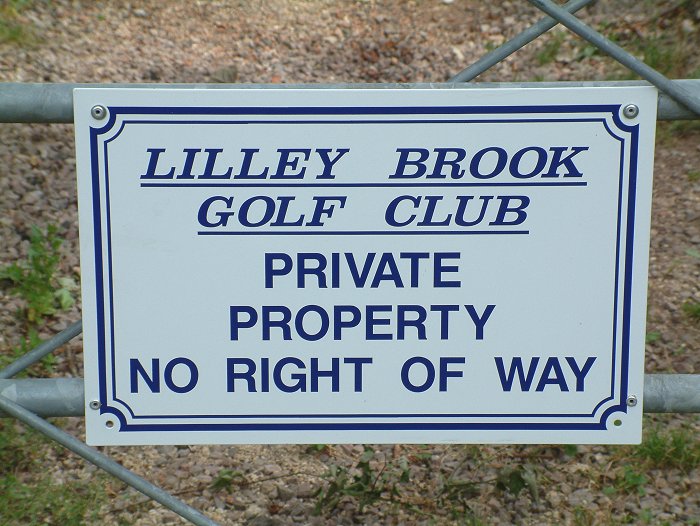 LILLEY BROOK
GOLF CLUB
PRIVATE
PROPERTY
NO RIGHT OF WAY